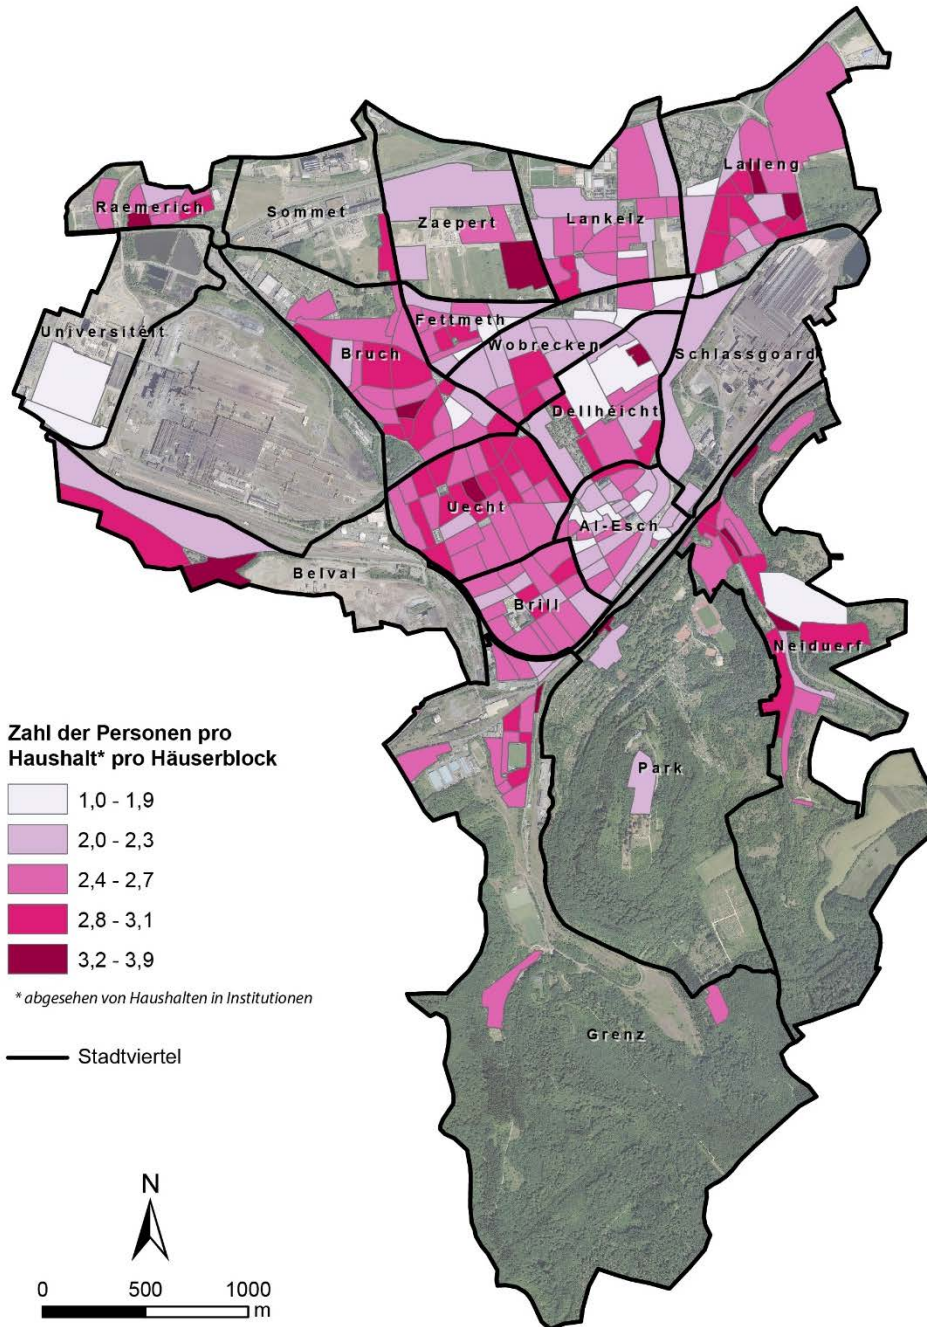 Lalleng
Raemerich
Sommet
Zaepert
Lankelz
Universitéit
Fettmeth
Wobrecken
Bruch
Schlassgoard
Dellhéicht
Uecht
Al-Esch
Belval
Brill
Neiduerf
Zahl der Personen pro
Haushalt* pro Häuserblock
Park
1,0 - 1,9
2,0 - 2,3
2,4 - 2,7
2,8 - 3,1
3,2 - 3,9
* abgesehen von Haushalten in Institutionen
Grenz
Stadtviertel
N
0 500 1000
m